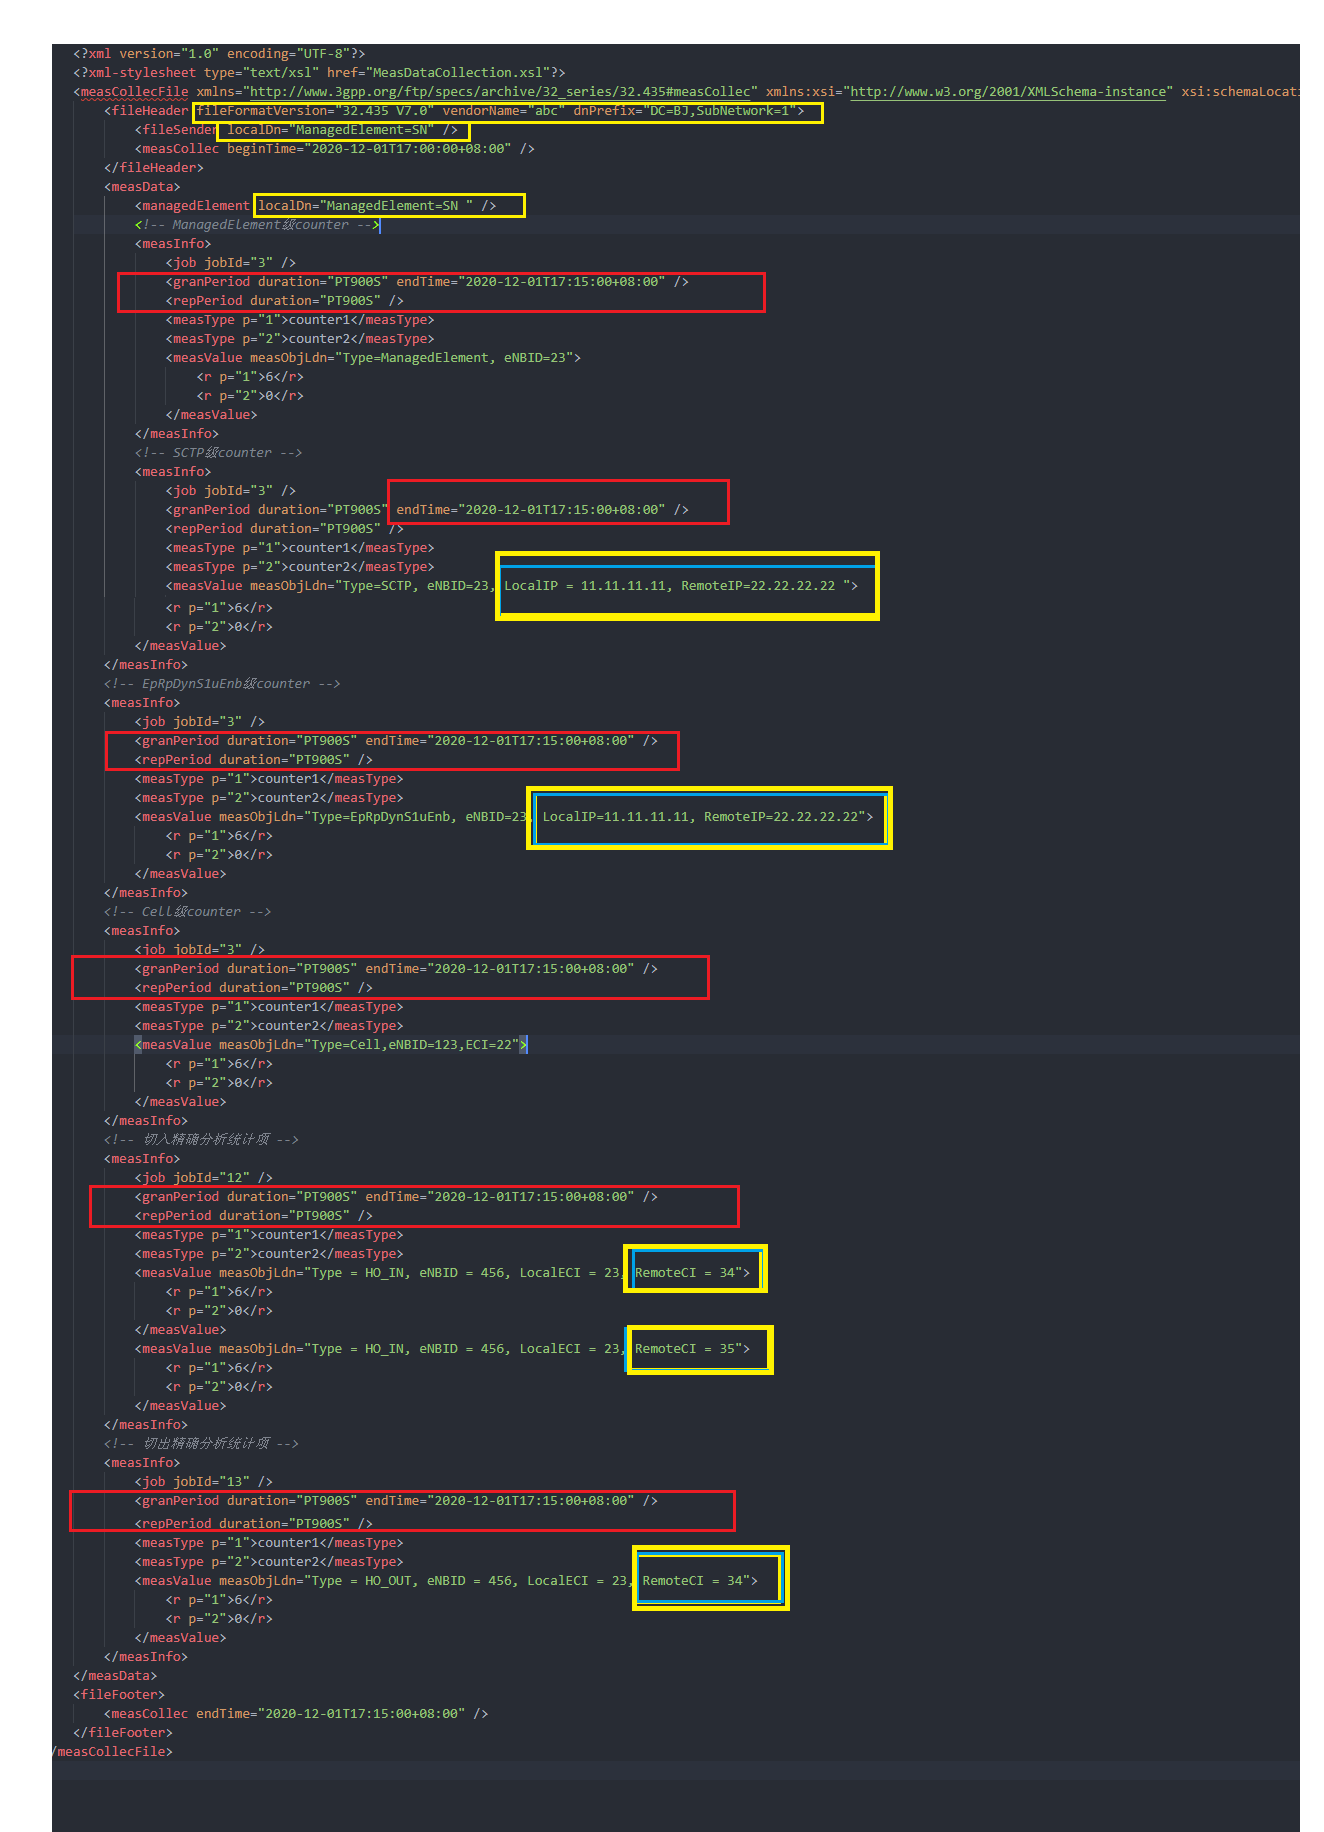 <?xml version="1.0" encoding="UTF-8"?>
<?xml-stylesheet type="text/xsl" href="MeasDataCollection.xsl"?>
<measCollecFile xmlns="http://www.3gpp.org/ftp/specs/archive/32_series/32.435#measCollec" xmlns:xsi="http://www.w3.org/2001/XMLSchema-instance" xsi:schemaLocati
<fileHeader fileFormatVersion="32.435 V7.0" vendorName="abc" dnPrefix="DC=BJ,SubNetwork=1">
<fileSender localDn="ManagedElement=SN" />
<measCollec beginTime="2020-12-01T17:00:00+08:00" />
</fileHeader>
<measData>
<managedElement localDn="ManagedElement=SN " />
<!-- ManagedElement级counter -->
<measInfo>
<job jobId="3" />
<granPeriod duration="PT900S" endTime="2020-12-01T17:15:00+08:00" />
<repPeriod duration="PT900S" />
<measType p="1">counter1</measType>
<measType p="2">counter2</measType>
<measValue measObjLdn="Type=ManagedElement, eNBID=23">
<r p="1">6</r>
<r p="2">0</r>
</measValue>
</measInfo>
<!-- SCTP级counter -->
<measInfo>
<job jobId="3" />
<granPeriod duration="PT900S" endTime="2020-12-01T17:15:00+08:00" />
<repPeriod duration="PT900S" />
<measType p="1">counter1</measType>
<measType p="2">counter2</measType>
<measValue measObjLdn="Type=SCTP, eNBID=23, LocalIP = 11.11.11.11, RemoteIP=22.22.22.22 ">
<r p="1">6</r>
<r p="2">0</r>
</measValue>
</measInfo>
<!-- EpRpDynS1uEnb级counter -->
<measInfo>
<job jobId="3" />
<granPeriod duration="PT900S" endTime="2020-12-01T17:15:00+08:00" />
<repPeriod duration="PT900S" />
<measType p="1">counter1</measType>
<measType p="2">counter2</measType>
<measValue measObjLdn="Type=EpRpDynS1uEnb, eNBID=23, LocalIP=11.11.11.11, RemoteIP=22.22.22.22">
<r p="1">6</r>
<r p="2">0</r>
</measValue>
</measInfo>
<!-- Cell级counter -->
<measInfo>
<job jobId="3" />
<granPeriod duration="PT900S" endTime="2020-12-01T17:15:00+08:00" />
<repPeriod duration="PT900S" />
<measType p="1">counter1</measType>
<measType p="2">counter2</measType>
<measValue measObjLdn="Type=Cell,eNBID=123,ECI=22">
<r p="1">6</r>
<r p="2">0</r>
</measValue>
</measInfo>
<!-- 切入精确分析统计项 -->
<measInfo>
<job jobId="12" />
<granPeriod duration="PT900S" endTime="2020-12-01T17:15:00+08:00" />
<repPeriod duration="PT900S" />
<measType p="1">counter1</measType>
<measType p="2">counter2</measType>
<measValue measObjLdn="Type = HO_IN, eNBID = 456, LocalECI = 23, RemoteCI = 34">
<r p="1">6</r>
<r p="2">0</r>
</measValue>
<measValue measObjLdn="Type = HO_IN, eNBID = 456, LocalECI = 23, RemoteCI = 35">
<r p="1">6</r>
<r p="2">0</r>
</measValue>
</measInfo>
<!-- 切出精确分析统计项 -->
<measInfo>
<job jobId="13" />
<granPeriod duration="PT900S" endTime="2020-12-01T17:15:00+08:00" />
<repPeriod duration="PT900S" />
<measType p="1">counter1</measType>
<measType p="2">counter2</measType>
<measValue measObjLdn="Type = HO_OUT, eNBID = 456, LocalECI = 23, RemoteCI = 34">
<r p="1">6</r>
<r p="2">0</r>
</measValue>
</measInfo>
</measData>
<fileFooter>
<measCollec endTime="2020-12-01T17:15:00+08:00" />
</fileFooter>
/measCollecFile>